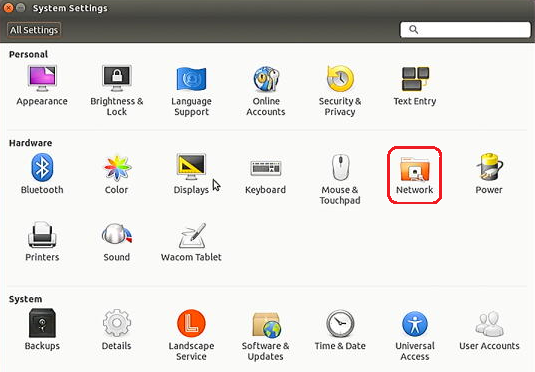 System Settings
All Settings
Personal
Appearance
Brightness &
Lock
Language
Support
Online
Accounts
Security &
Privacy
Text Entry
Hardware
Bluetooth
Color
Displays
Keyboard
Mouse &
Touchpad
Network
Power
Printers
Sound
Wacom Tablet
System
Backups
Details
Landscape
Service
Software &
Updates
Time & Date
Universal
Access
User Accounts